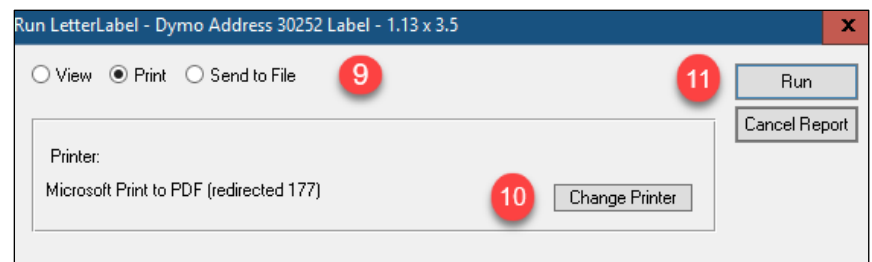 Run LetterLabel - Dymo Address 30252 Label - 1.13 x 3.5
X
View Print Send to File 9
11 Run
Cancel Report
Printer:
Microsoft Print to PDF (redirected 177)
10 Change Printer